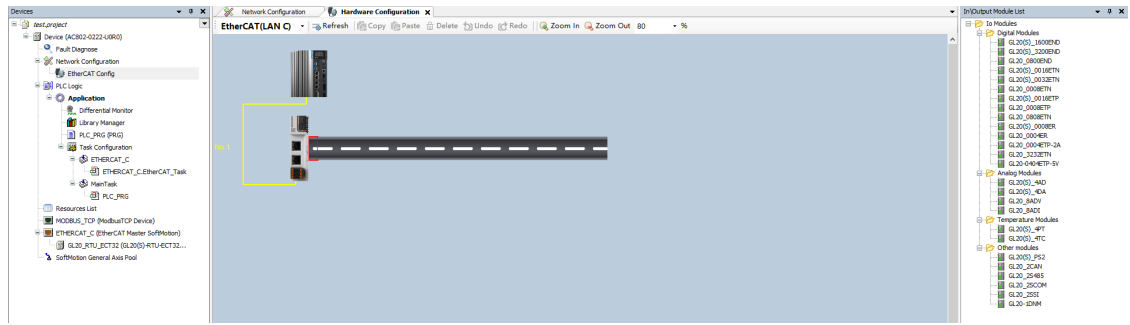 Devices
test.project
Device (AC802-0222-U0R0)
Fault Diagnose
Network Configuration
EtherCAT Config
PLC Logic
Application
Differential Monitor
Library Manager
PLC_PRG (PRG)
Task Configuration
ETHERCAT_C
ETHERCAT_C.EtherCAT_Task
MainTask
PLC_PRG
Resources List
MODBUS_TCP (ModbusTCP Device)
ETHERCAT_C (EtherCAT Master SoftMotion)
GL20_RTU_ECT32 (GL20(S)-RTU-ECT32...
SoftMotion General Axis Pool
Network Configuration Hardware Configuration x
EtherCAT(LAN C) Refresh Copy Paste Delete Undo Redo Zoom In Zoom Out 80 %
No 1
In\Output Module List
Io Modules
Digital Modules
GL20(S)_1600END
GL20(S)_3200END
GL20_0800END
GL20(S)_0016ETN
GL20(S)_0032ETN
GL20_0008ETN
GL20(S)_0016ETP
GL20_0008ETP
GL20_0808ETN
GL20(S)_0008ER
GL20_0004ER
GL20_0004ETP-2A
GL20_3232ETN
GL20-0404ETP-5V
Analog Modules
GL20(S)_4AD
GL20(S)_4DA
GL20_8ADV
GL20_8ADI
Temperature Modules
GL20(S)_4PT
GL20(S)_4TC
Other modules
GL20(S)_PS2
GL20_2CAN
GL20_2S485
GL20_2SCOM
GL20_2SSI
GL20-1DNM